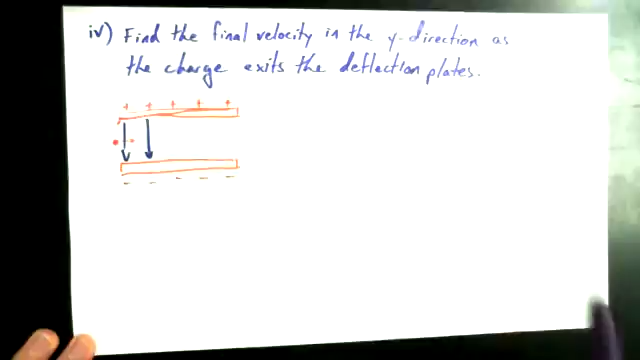 iv) Find the final velocity in the y-direction as
the charge exits the deflection plates.
+ + + + +
- - - - -